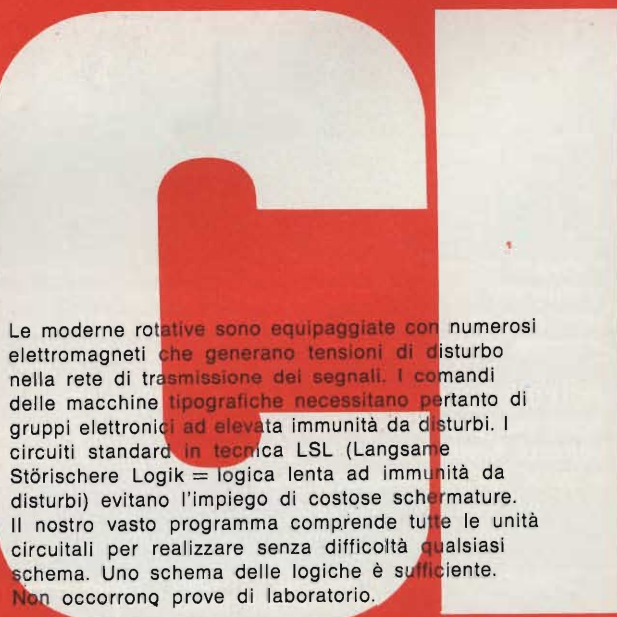 CI
Le moderne rotative sono equipaggiate con numerosi
elettromagneti che generano tensioni di disturbo
nella rete di trasmissione dei segnali. I comandi
delle macchine tipografiche necessitano pertanto di
gruppi elettronici ad elevata immunità da disturbi. I
circuiti standard in tecnica LSL (Langsame
Störischere Logik = logica lenta ad immunità da
disturbi) evitano l'impiego di costose schermature.
Il nostro vasto programma comprende tutte le unità
circuitali per realizzare senza difficoltà qualsiasi
schema. Uno schema delle logiche è sufficiente.
Non occorrono prove di laboratorio.